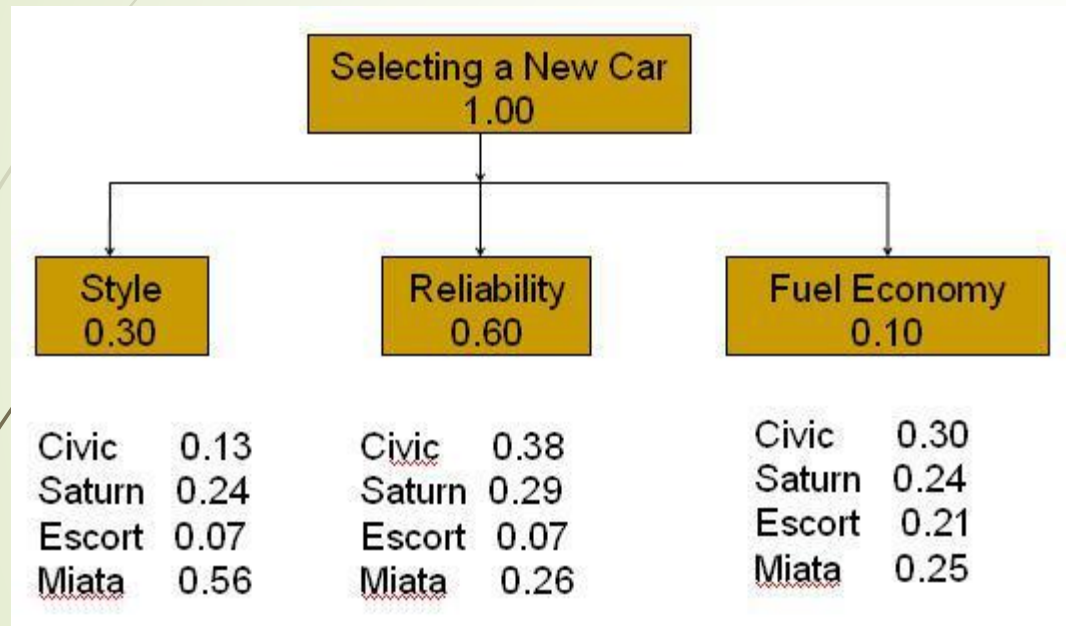 Selecting a New Car
1.00
Style
0.30
Reliability
0.60
Fuel Economy
0.10
Civic 0.13
Saturn 0.24
Escort 0.07
Miata 0.56
Civic 0.38
Saturn 0.29
Escort 0.07
Miata 0.26
Civic 0.30
Saturn 0.24
Escort 0.21
Miata 0.25